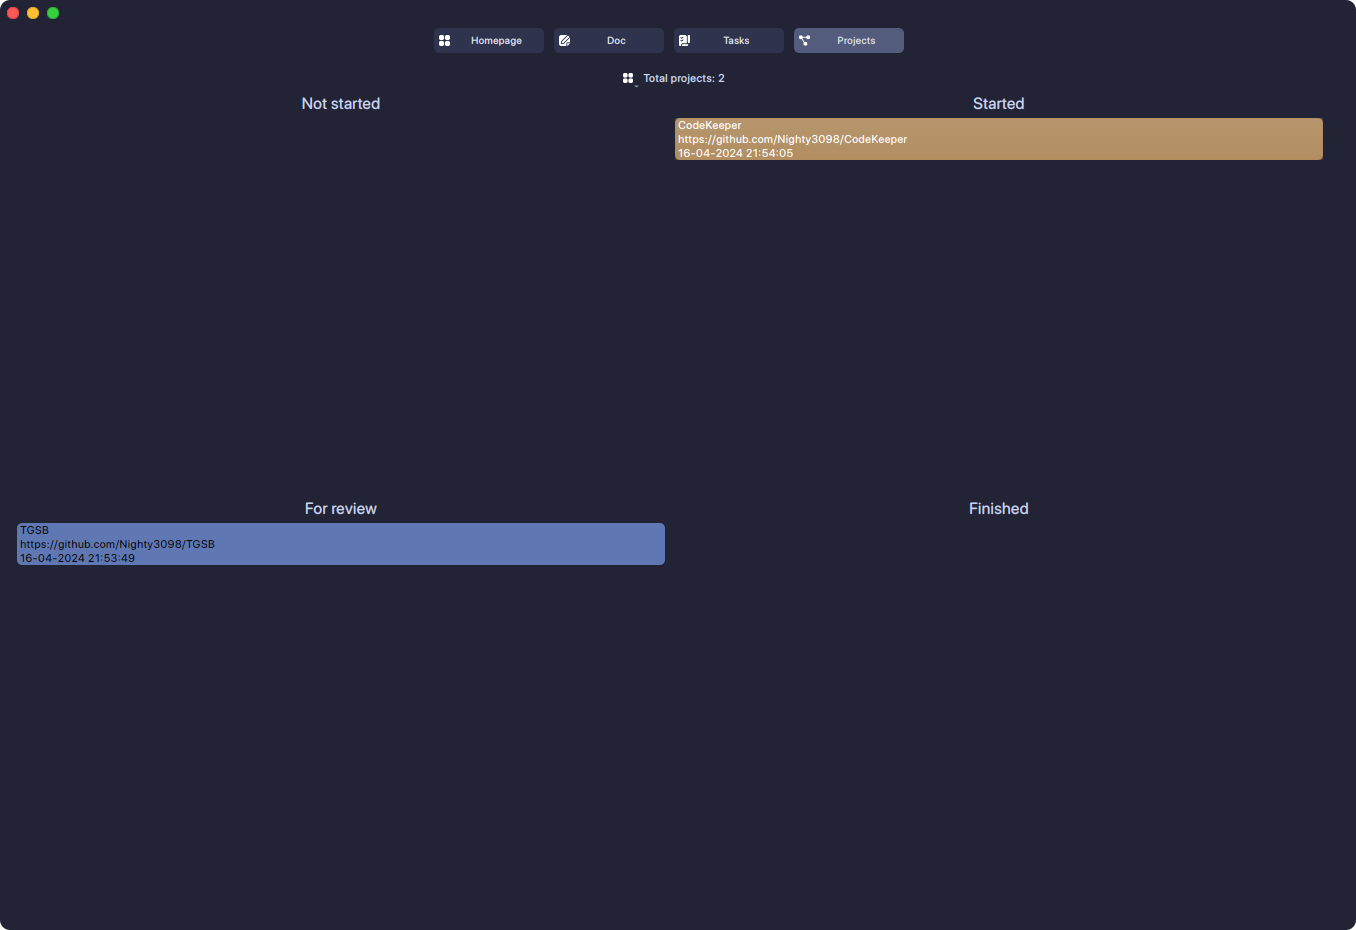 Homepage
Doc
Tasks
Projects
Total projects: 2
Not started
Started
CodeKeeper
https://github.com/Nighty3098/CodeKeeper
16-04-2024 21:54:05
For review
TGSB
https://github.com/Nighty3098/TGSB
16-04-2024 21:53:49
Finished